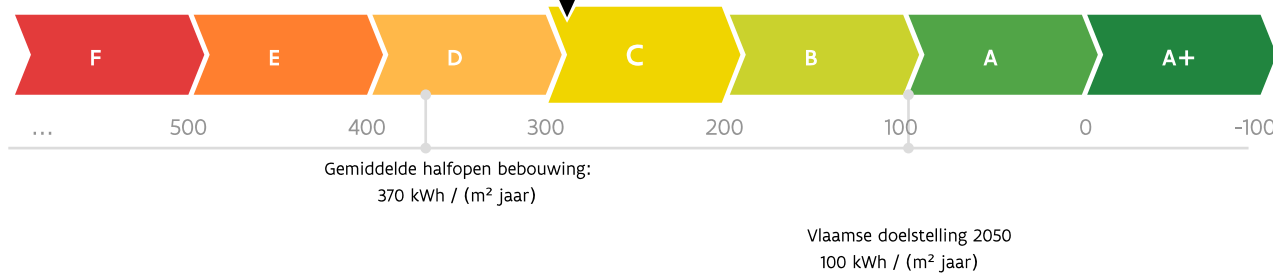 F E D C B A A+
... 500 400 300 200 100 0 -100
Gemiddelde halfopen bebouwing:
370 kWh / (m² jaar)
Vlaamse doelstelling 2050
100 kWh / (m² jaar)